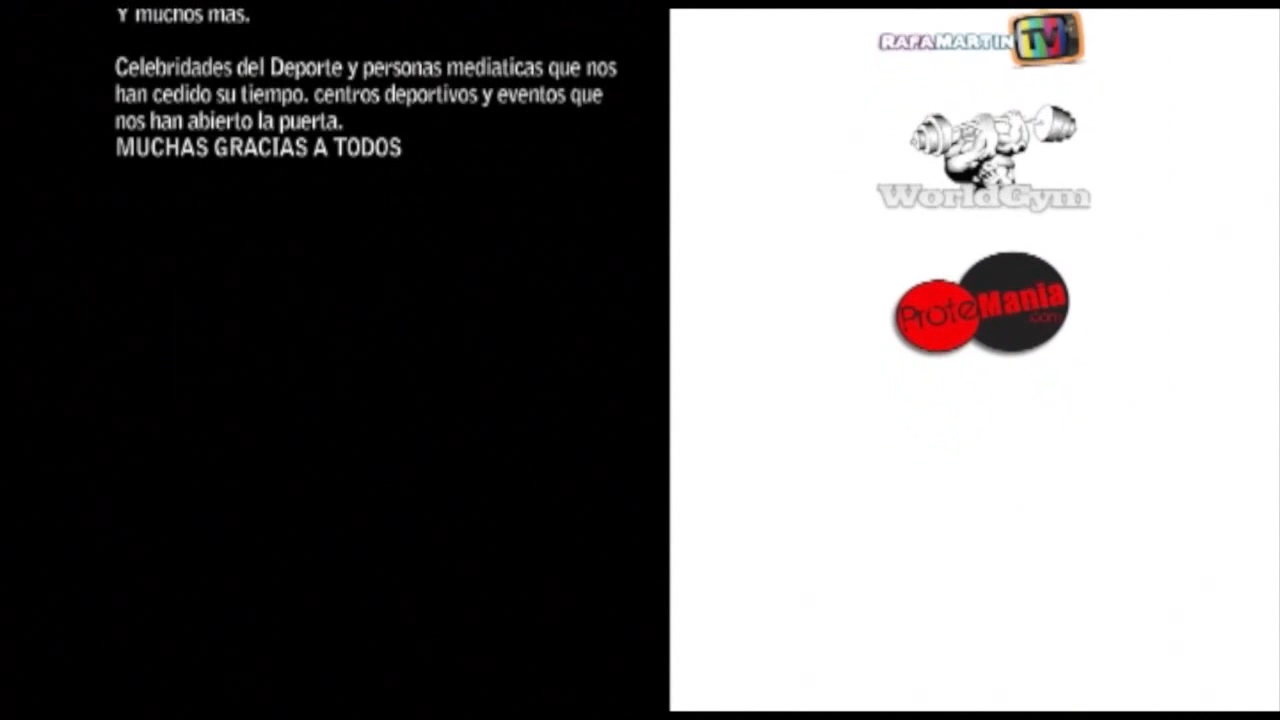 Y muchos mas.
Celebridades del Deporte y personas mediaticas que nos
han cedido su tiempo. centros deportivos y eventos que
nos han abierto la puerta.
MUCHAS GRACIAS A TODOS
RAFAMARTIN TV
WorldGym
ProteMania
.com